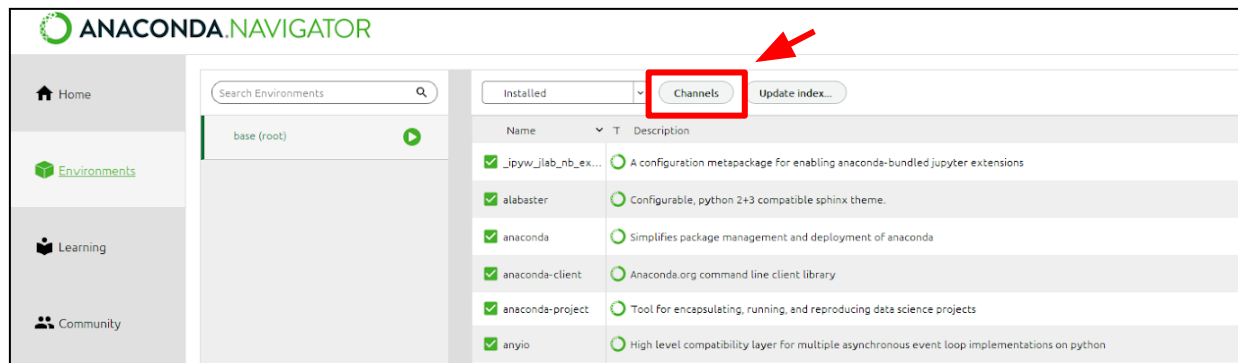 ANACONDA.NAVIGATOR
Home
Environments
Learning
Community
Search Environments
base (root)
Installed Channels Update index...
Name T Description
_ipyw_jlab_nb_ex... A configuration metapackage for enabling anaconda-bundled jupyter extensions
alabaster Configurable, python 2+3 compatible sphinx theme.
anaconda Simplifies package management and deployment of anaconda
anaconda-client Anaconda.org command line client library
anaconda-project Tool for encapsulating, running, and reproducing data science projects
anyio High level compatibility layer for multiple asynchronous event loop implementations on python